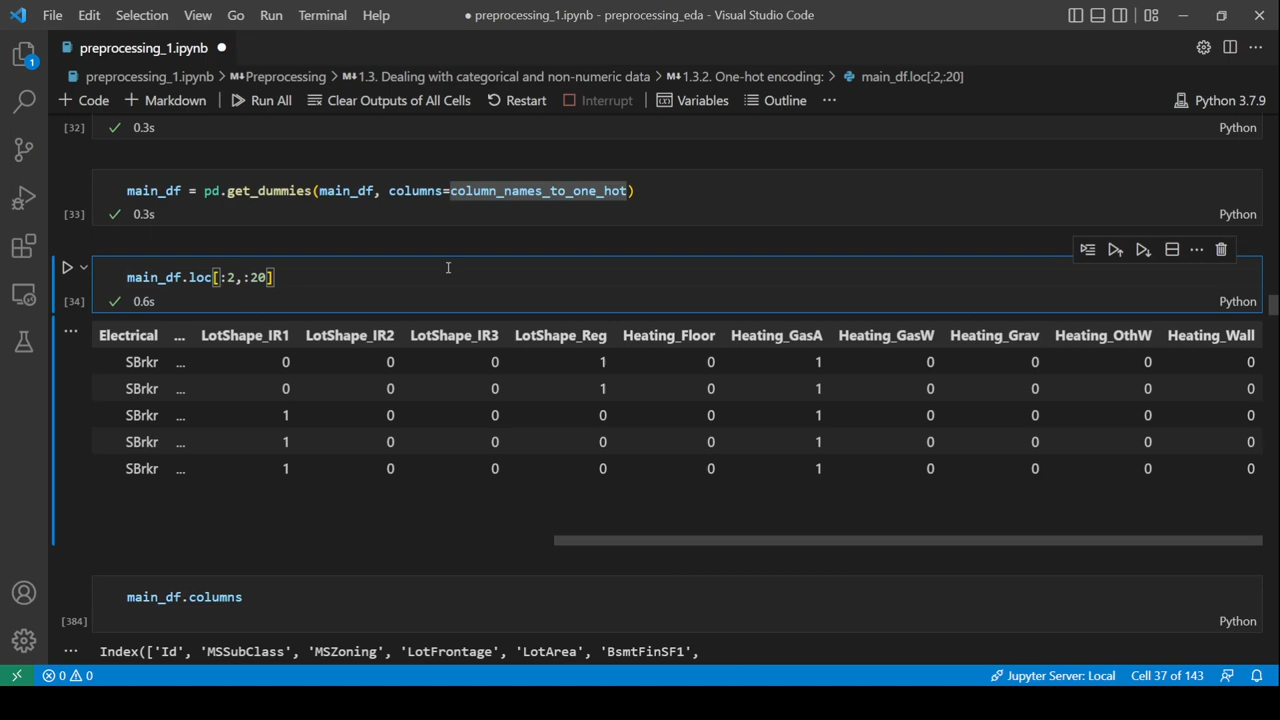 File Edit Selection View Go Run Terminal Help ● preprocessing_1.ipynb - preprocessing_eda - Visual Studio Code
preprocessing_1.ipynb ●
preprocessing_1.ipynb > M↓Preprocessing > M↓1.3. Dealing with categorical and non-numeric data > M↓1.3.2. One-hot encoding: > main_df.loc[:2,:20]
+ Code + Markdown Run All Clear Outputs of All Cells Restart Interrupt Variables Outline ... Python 3.7.9
1
[32] ✓ 0.3s Python
main_df = pd.get_dummies(main_df, columns=column_names_to_one_hot)
[33] ✓ 0.3s Python
main_df.loc[:2,:20]
[34] ✓ 0.6s Python
... Electrical ... LotShape_IR1 LotShape_IR2 LotShape_IR3 LotShape_Reg Heating_Floor Heating_GasA Heating_GasW Heating_Grav Heating_OthW Heating_Wall
SBrkr ... 0 0 0 1 0 1 0 0 0 0
SBrkr ... 0 0 0 1 0 1 0 0 0 0
SBrkr ... 1 0 0 0 0 1 0 0 0 0
SBrkr ... 1 0 0 0 0 1 0 0 0 0
SBrkr ... 1 0 0 0 0 1 0 0 0 0
main_df.columns
[384] Python
... Index(['Id', 'MSSubClass', 'MSZoning', 'LotFrontage', 'LotArea', 'BsmtFinSF1',
0 0 Jupyter Server: Local Cell 37 of 143